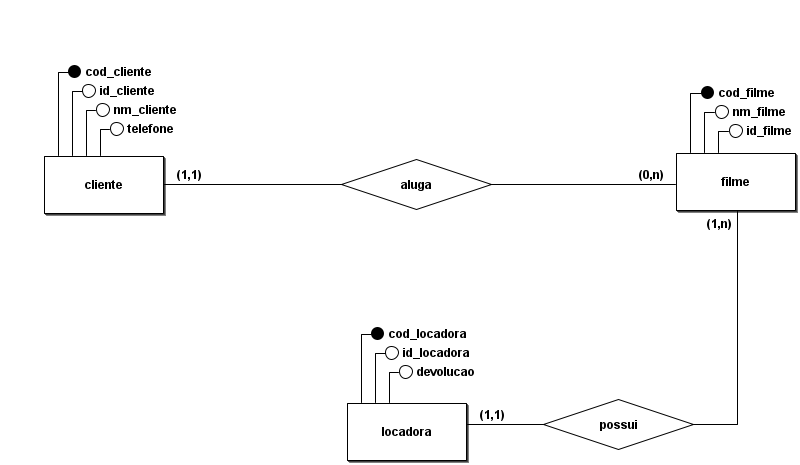 cod_cliente
id_cliente
nm_cliente
telefone
cod_filme
nm_filme
id_filme
cliente
(1,1)
aluga
(0,n)
filme
(1,n)
cod_locadora
id_locadora
devolucao
locadora
(1,1)
possui